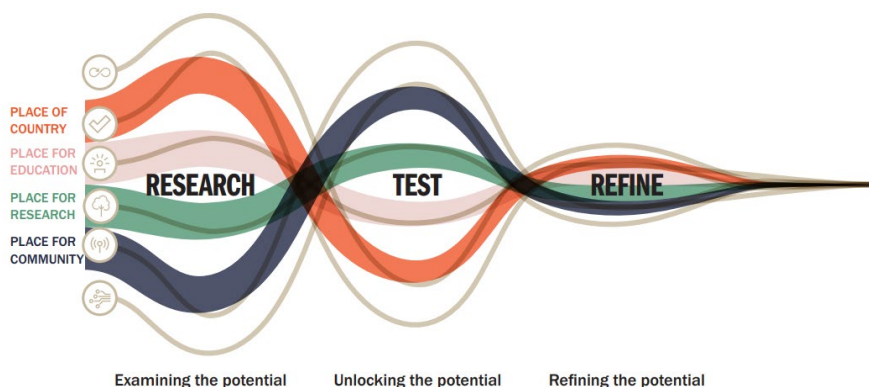 PLACE OF
COUNTRY
PLACE FOR
EDUCATION
PLACE FOR
RESEARCH
PLACE FOR
COMMUNITY
RESEARCH
TEST
REFINE
Examining the potential
Unlocking the potential
Refining the potential